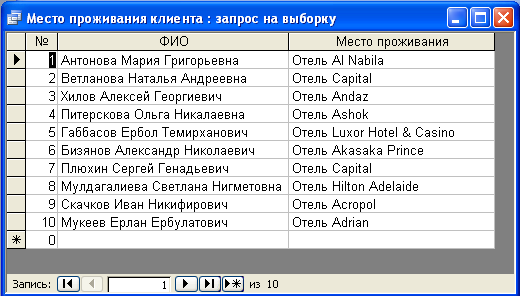 Место проживания клиента : запрос на выборку
№ ФИО Место проживания
1 Антонова Мария Григорьевна Отель Al Nabila
2 Ветланова Наталья Андреевна Отель Capital
3 Хилов Алексей Георгиевич Отель Andaz
4 Питерскова Ольга Никалаевна Отель Ashok
5 Габбасов Ербол Темирханович Отель Luxor Hotel & Casino
6 Бизянов Александр Николаевич Отель Akasaka Prince
7 Плюхин Сергей Генадьевич Отель Capital
8 Мулдагалиева Светлана Нигметовна Отель Hilton Adelaide
9 Скачков Иван Никифирович Отель Acropol
10 Мукеев Ерлан Ербулатович Отель Adrian
0
Запись: 1 из 10